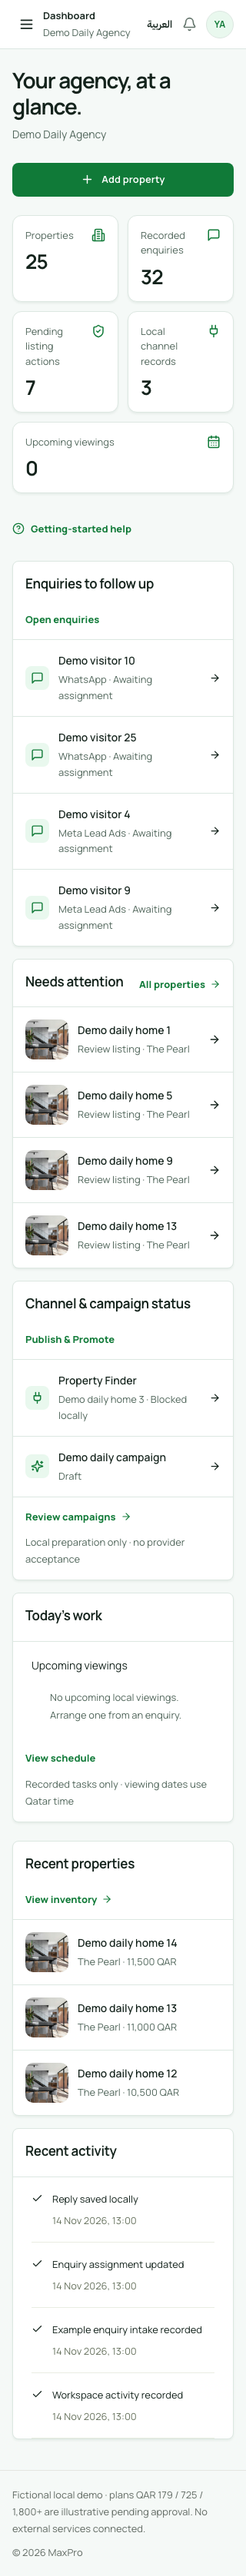 Dashboard
Demo Daily Agency
العربية
YA
Your agency, at a
glance.
Demo Daily Agency
Add property
Properties
25
Recorded
enquiries
32
Pending
listing
actions
7
Local
channel
records
3
Upcoming viewings
0
Getting-started help
Enquiries to follow up
Open enquiries
Demo visitor 10
WhatsApp · Awaiting
assignment
Demo visitor 25
WhatsApp · Awaiting
assignment
Demo visitor 4
Meta Lead Ads · Awaiting
assignment
Demo visitor 9
Meta Lead Ads · Awaiting
assignment
Needs attention
All properties
Demo daily home 1
Review listing · The Pearl
Demo daily home 5
Review listing · The Pearl
Demo daily home 9
Review listing · The Pearl
Demo daily home 13
Review listing · The Pearl
Channel & campaign status
Publish & Promote
Property Finder
Demo daily home 3 · Blocked
locally
Demo daily campaign
Draft
Review campaigns
Local preparation only · no provider
acceptance
Today's work
Upcoming viewings
No upcoming local viewings.
Arrange one from an enquiry.
View schedule
Recorded tasks only · viewing dates use
Qatar time
Recent properties
View inventory
Demo daily home 14
The Pearl · 11,500 QAR
Demo daily home 13
The Pearl · 11,000 QAR
Demo daily home 12
The Pearl · 10,500 QAR
Recent activity
Reply saved locally
14 Nov 2026, 13:00
Enquiry assignment updated
14 Nov 2026, 13:00
Example enquiry intake recorded
14 Nov 2026, 13:00
Workspace activity recorded
14 Nov 2026, 13:00
Fictional local demo · plans QAR 179 / 725 /
1,800+ are illustrative pending approval. No
external services connected.
© 2026 MaxPro